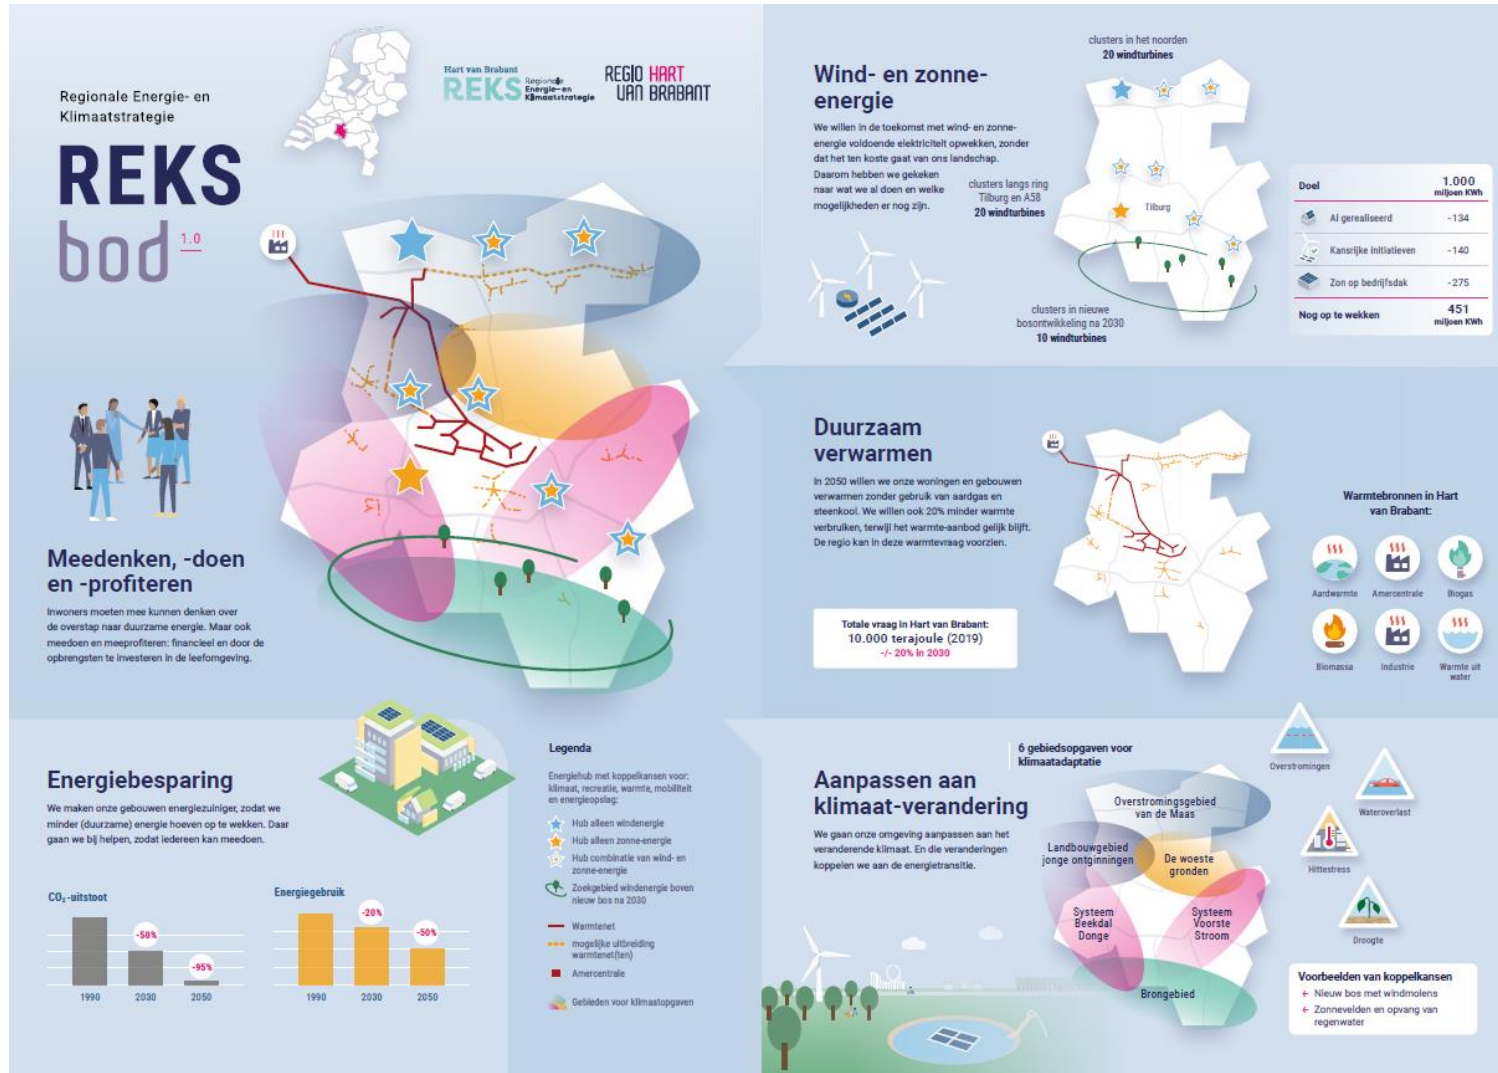 Regionale Energie- en
Klimaatstrategie
REKS
bod 1.0
Hart van Brabant
REKS
Regionale
Energie- en
Klimaatstrategie
REGIO HART
VAN BRABANT
Meedenken, -doen
en -profiteren
Inwoners moeten mee kunnen denken over
de overstap naar duurzame energie. Maar ook
meedoen en meeprofiteren: financieel en door de
opbrengsten te investeren in de leefomgeving.
Energiebesparing
We maken onze gebouwen energiezuiniger, zodat we
minder (duurzame) energie hoeven op te wekken. Daar
gaan we bij helpen, zodat iedereen kan meedoen.
CO₂-uitstoot
-50%
-95%
1990
2030
2050
Energiegebruik
-20%
-50%
1990
2030
2050
Legenda
Energiehub met koppelkansen voor:
klimaat, recreatie, warmte, mobiliteit
en energieopslag:
Hub alleen windenergie
Hub alleen zonne-energie
Hub combinatie van wind- en
zonne-energie
Zoekgebied windenergie boven
nieuw bos na 2030
Warmtenet
mogelijke uitbreiding
warmtenet(ten)
Amercentrale
Gebieden voor klimaatopgaven
Wind- en zonne-
energie
We willen in de toekomst met wind- en zonne-
energie voldoende elektriciteit opwekken, zonder
dat het ten koste gaat van ons landschap.
Daarom hebben we gekeken
naar wat we al doen en welke
mogelijkheden er nog zijn.
clusters in het noorden
20 windturbines
clusters langs ring
Tilburg en A58
20 windturbines
Tilburg
clusters in nieuwe
bosontwikkeling na 2030
10 windturbines
Doel 1.000
miljoen KWh
Al gerealiseerd -134
Kansrijke initiatieven -140
Zon op bedrijfsdak -275
Nog op te wekken 451
miljoen KWh
Duurzaam
verwarmen
In 2050 willen we onze woningen en gebouwen
verwarmen zonder gebruik van aardgas en
steenkool. We willen ook 20% minder warmte
verbruiken, terwijl het warmte-aanbod gelijk blijft.
De regio kan in deze warmtevraag voorzien.
Totale vraag in Hart van Brabant:
10.000 terajoule (2019)
-/- 20% in 2030
Warmtebronnen in Hart
van Brabant:
Aardwarmte
Amercentrale
Biogas
Biomassa
Industrie
Warmte uit
water
Aanpassen aan
klimaat-verandering
We gaan onze omgeving aanpassen aan het
veranderende klimaat. En die veranderingen
koppelen we aan de energietransitie.
6 gebiedsopgaven voor
klimaatadaptatie
Overstromingsgebied
van de Maas
Landbouwgebied
jonge ontginningen
De woeste
gronden
Systeem
Beekdal
Donge
Systeem
Voorste
Stroom
Brongebied
Overstromingen
Wateroverlast
Hittestress
Droogte
Voorbeelden van koppelkansen
← Nieuw bos met windmolens
← Zonnevelden en opvang van
regenwater